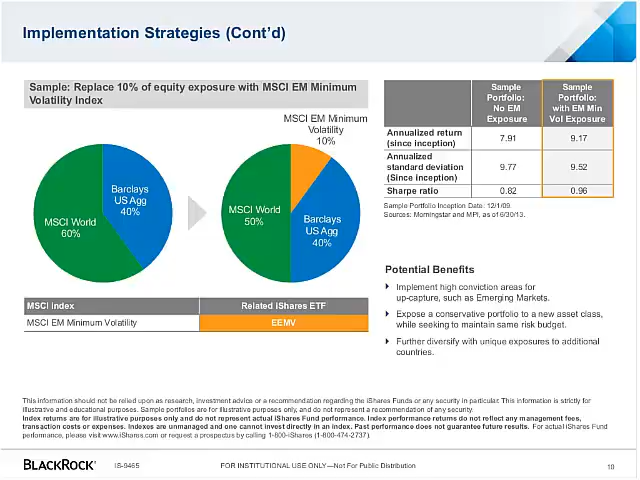 Implementation Strategies (Cont'd)
Sample: Replace 10% of equity exposure with MSCI EM Minimum
Volatility Index
MSCI World
60%
Barclays
US Agg
40%
MSCI EM Minimum
Volatility
10%
MSCI World
50%
Barclays
US Agg
40%
MSCI Index
Related iShares ETF
MSCI EM Minimum Volatility
EEMV
Sample
Portfolio:
No EM
Exposure
Sample
Portfolio:
with EM Min
Vol Exposure
Annualized return
(since inception)
7.91
9.17
Annualized
standard deviation
(Since inception)
9.77
9.52
Sharpe ratio
0.82
0.96
Sample Portfolio Inception Date: 12/1/09.
Sources: Morningstar and MPI, as of 6/30/13.
Potential Benefits
Implement high conviction areas for
up-capture, such as Emerging Markets.
Expose a conservative portfolio to a new asset class,
while seeking to maintain same risk budget.
Further diversify with unique exposures to additional
countries.
This information should not be relied upon as research, investment advice or a recommendation regarding the iShares Funds or any security in particular. This information is strictly for
illustrative and educational purposes. Sample portfolios are for illustrative purposes only, and do not represent a recommendation of any security.
Index returns are for illustrative purposes only and do not represent actual iShares Fund performance. Index performance returns do not reflect any management fees,
transaction costs or expenses. Indexes are unmanaged and one cannot invest directly in an index. Past performance does not guarantee future results. For actual iShares Fund
performance, please visit www.iShares.com or request a prospectus by calling 1-800-iShares (1-800-474-2737).
BLACKROCK®
IS-9465
FOR INSTITUTIONAL USE ONLY—Not For Public Distribution
10